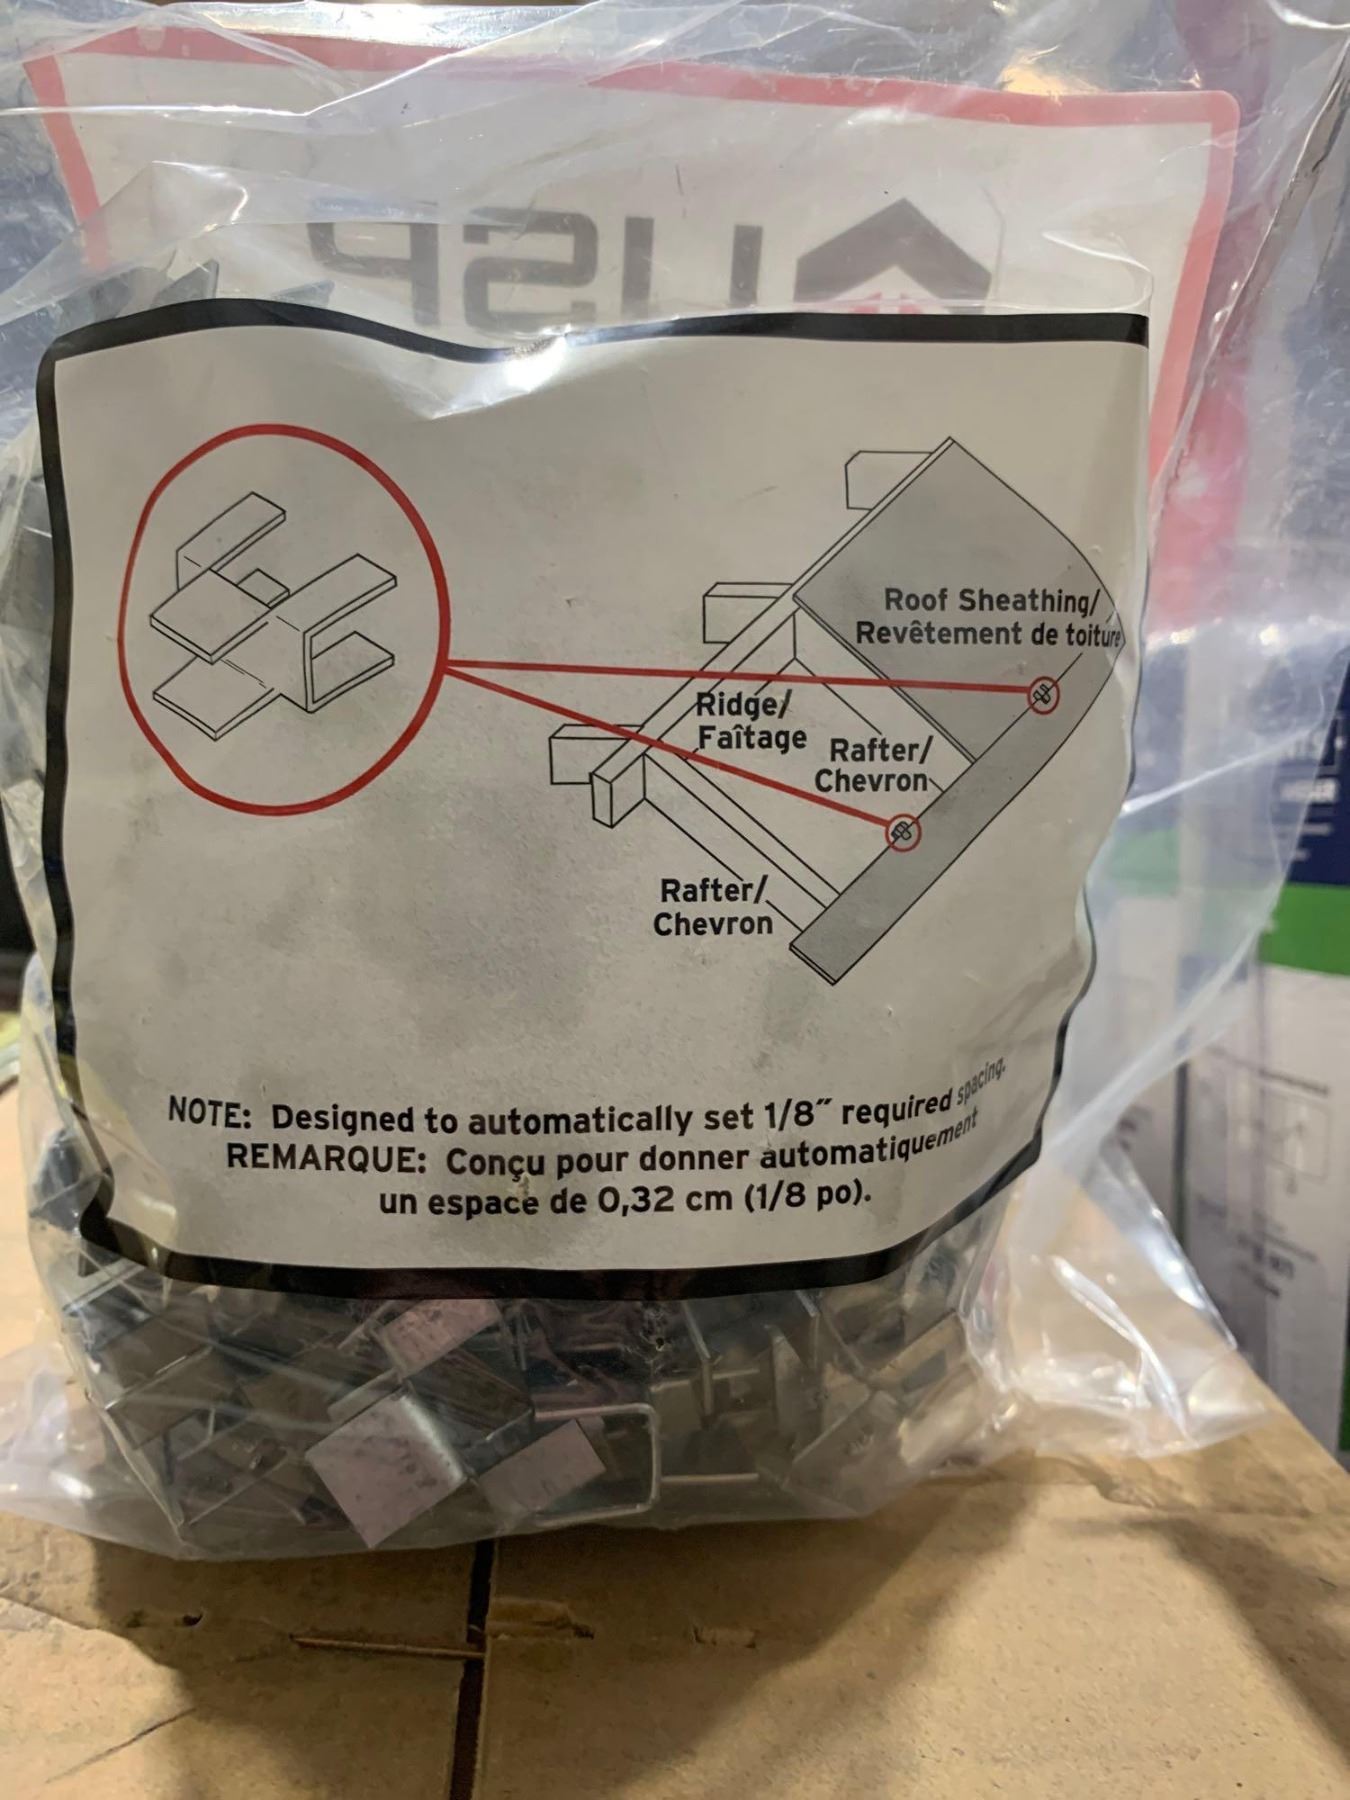 USP
Roof Sheathing/
Revêtement de toiture
Ridge/
Faîtage
Rafter/
Chevron
Rafter/
Chevron
NOTE: Designed to automatically set 1/8″ required spacing.
REMARQUE: Conçu pour donner automatiquement
un espace de 0,32 cm (1/8 po).